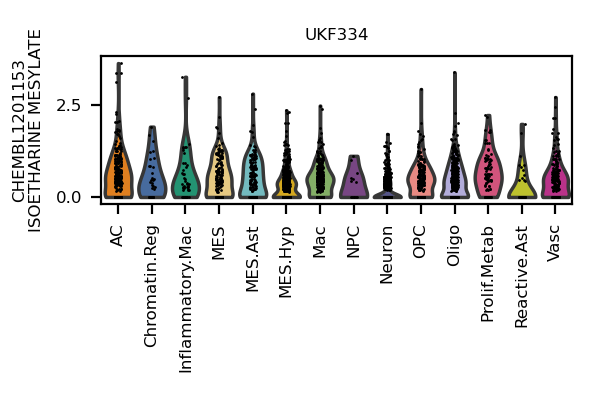 UKF334
CHEMBL1201153
ISOETHARINE MESYLATE
2.5
0.0
AC
Chromatin.Reg
Inflammatory.Mac
MES
MES.Ast
MES.Hyp
Mac
NPC
Neuron
OPC
Oligo
Prolif.Metab
Reactive.Ast
Vasc